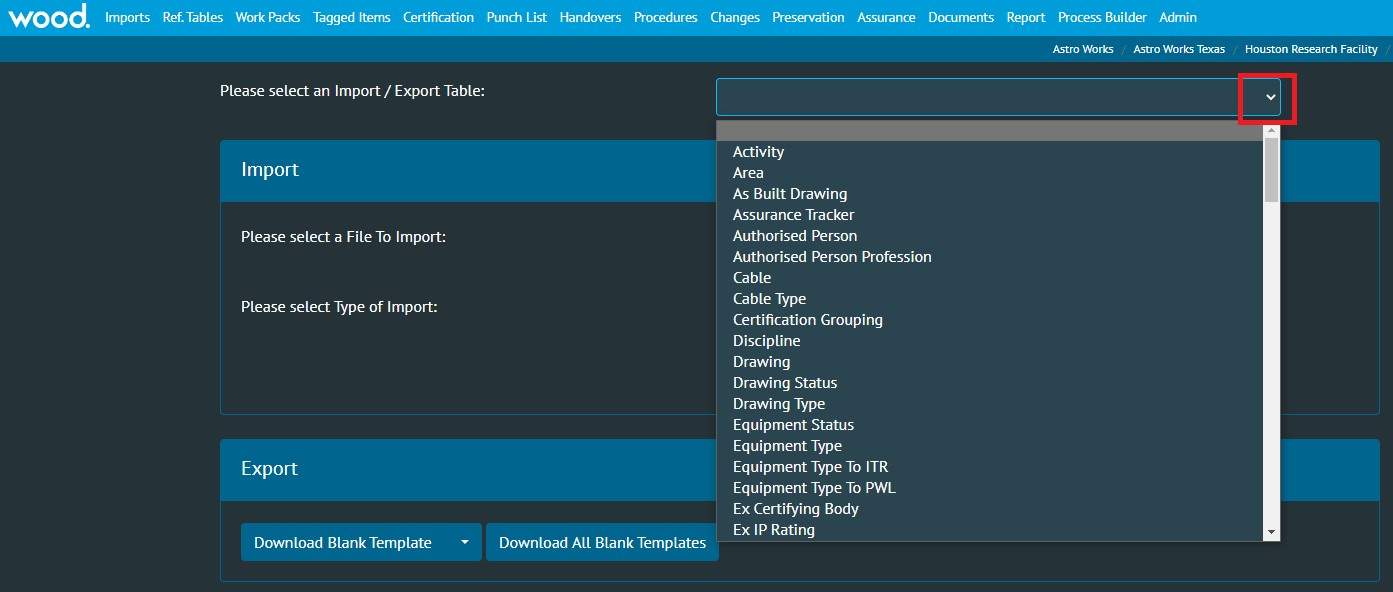 wood. Imports Ref. Tables Work Packs Tagged Items Certification Punch List Handovers Procedures Changes Preservation Assurance Documents Report Process Builder Admin
Astro Works / Astro Works Texas / Houston Research Facility /
Please select an Import / Export Table:
Activity
Area
As Built Drawing
Assurance Tracker
Authorised Person
Authorised Person Profession
Cable
Cable Type
Certification Grouping
Discipline
Drawing
Drawing Status
Drawing Type
Equipment Status
Equipment Type
Equipment Type To ITR
Equipment Type To PWL
Ex Certifying Body
Ex IP Rating
Import
Please select a File To Import:
Please select Type of Import:
Export
Download Blank Template
Download All Blank Templates